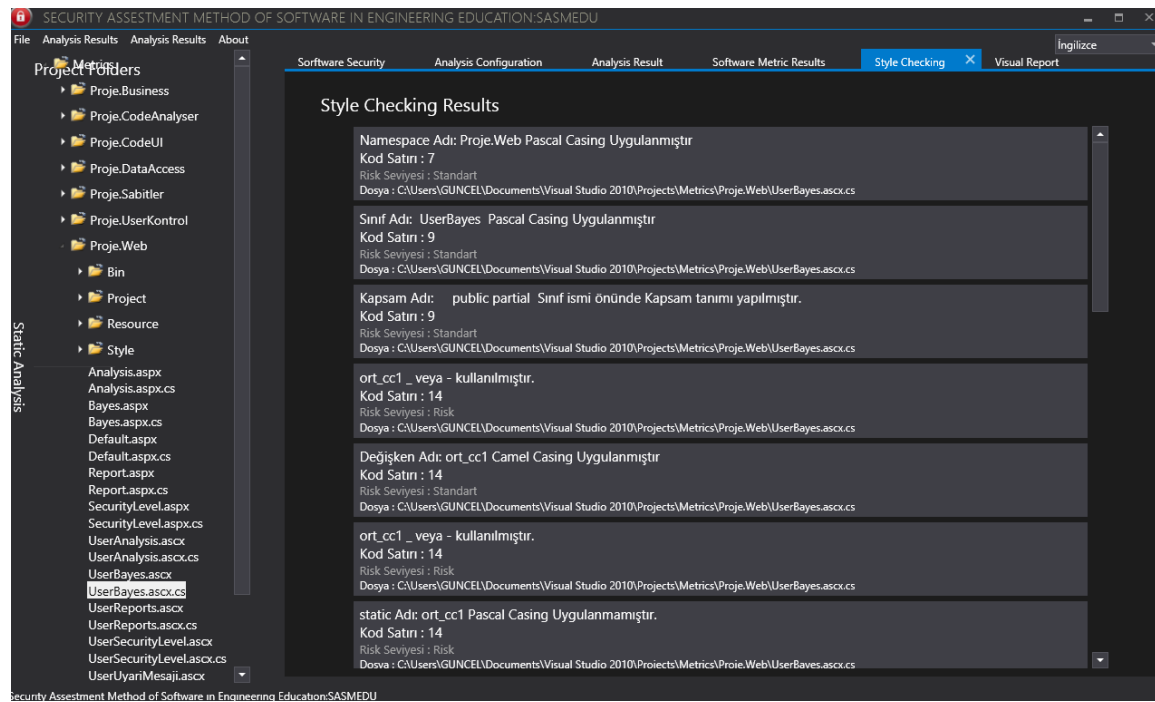 SECURITY ASSESTMENT METHOD OF SOFTWARE IN ENGINEERING EDUCATION:SASMEDU
File Analysis Results Analysis Results About
İngilizce
Metrics
Project Folders
Proje.Business
Proje.CodeAnalyser
Proje.CodeUI
Proje.DataAccess
Proje.Sabitler
Proje.UserKontrol
Proje.Web
Bin
Project
Resource
Style
Analysis.aspx
Analysis.aspx.cs
Bayes.aspx
Bayes.aspx.cs
Default.aspx
Default.aspx.cs
Report.aspx
Report.aspx.cs
SecurityLevel.aspx
SecurityLevel.aspx.cs
UserAnalysis.ascx
UserAnalysis.ascx.cs
UserBayes.ascx
UserBayes.ascx.cs
UserReports.ascx
UserReports.ascx.cs
UserSecurityLevel.ascx
UserSecurityLevel.ascx.cs
UserUyariMesaji.ascx
Static Analysis
Sorftware Security Analysis Configuration Analysis Result Software Metric Results Style Checking Visual Report
Style Checking Results
Namespace Adı: Proje.Web Pascal Casing Uygulanmıştır
Kod Satırı : 7
Risk Seviyesi : Standart
Dosya : C:\Users\GUNCEL\Documents\Visual Studio 2010\Projects\Metrics\Proje.Web\UserBayes.ascx.cs
Sınıf Adı: UserBayes Pascal Casing Uygulanmıştır
Kod Satırı : 9
Risk Seviyesi : Standart
Dosya : C:\Users\GUNCEL\Documents\Visual Studio 2010\Projects\Metrics\Proje.Web\UserBayes.ascx.cs
Kapsam Adı: public partial Sınıf ismi önünde Kapsam tanımı yapılmıştır.
Kod Satırı : 9
Risk Seviyesi : Standart
Dosya : C:\Users\GUNCEL\Documents\Visual Studio 2010\Projects\Metrics\Proje.Web\UserBayes.ascx.cs
ort_cc1 _ veya - kullanılmıştır.
Kod Satırı : 14
Risk Seviyesi : Risk
Dosya : C:\Users\GUNCEL\Documents\Visual Studio 2010\Projects\Metrics\Proje.Web\UserBayes.ascx.cs
Değişken Adı: ort_cc1 Camel Casing Uygulanmıştır
Kod Satırı : 14
Risk Seviyesi : Standart
Dosya : C:\Users\GUNCEL\Documents\Visual Studio 2010\Projects\Metrics\Proje.Web\UserBayes.ascx.cs
ort_cc1 _ veya - kullanılmıştır.
Kod Satırı : 14
Risk Seviyesi : Risk
Dosya : C:\Users\GUNCEL\Documents\Visual Studio 2010\Projects\Metrics\Proje.Web\UserBayes.ascx.cs
static Adı: ort_cc1 Pascal Casing Uygulanmamıştır.
Kod Satırı : 14
Risk Seviyesi : Risk
Dosya : C:\Users\GUNCEL\Documents\Visual Studio 2010\Projects\Metrics\Proje.Web\UserBayes.ascx.cs
Security Assestment Method of Software in Engineering Education:SASMEDU